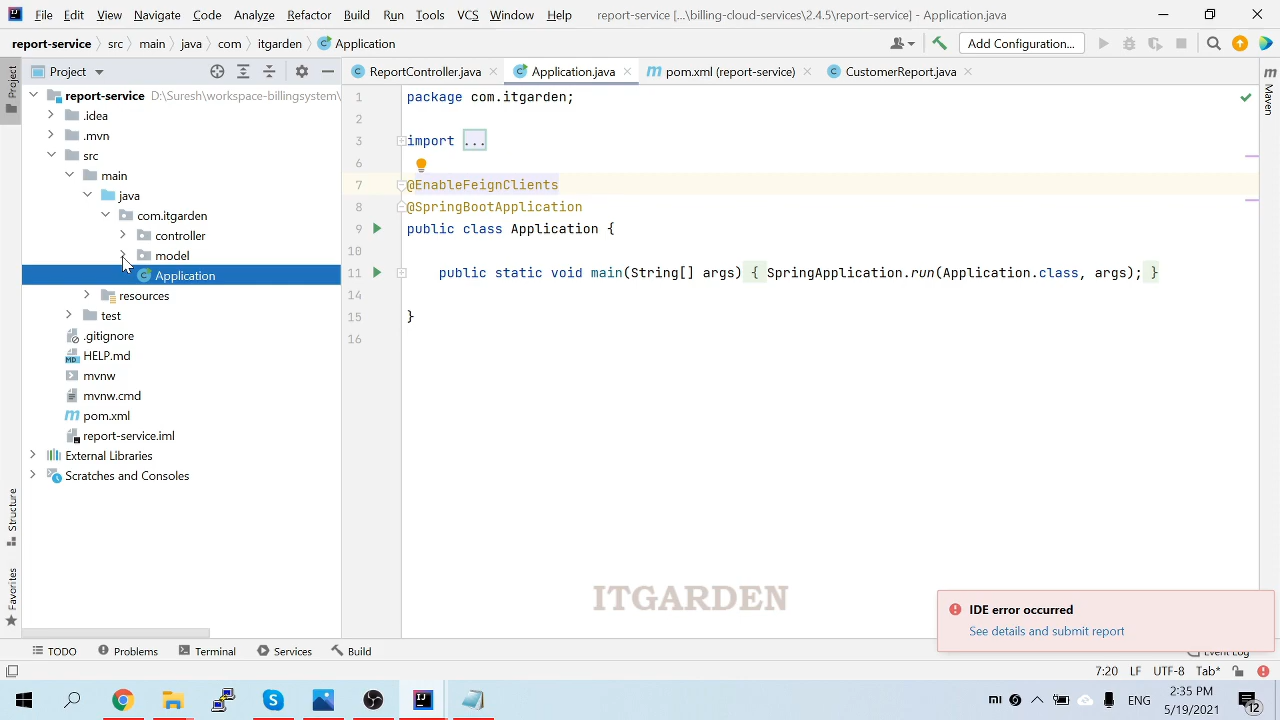 File Edit View Navigate Code Analyze Refactor Build Run Tools VCS Window Help report-service [...\billing-cloud-services\2.4.5\report-service] - Application.java
report-service src main java com itgarden Application Add Configuration...
Project ReportController.java Application.java pom.xml (report-service) CustomerReport.java
report-service D:\Suresh\workspace-billingsystem\
.idea
.mvn
src
main
java
com.itgarden
controller
model
Application
resources
test
.gitignore
HELP.md
mvnw
mvnw.cmd
pom.xml
report-service.iml
External Libraries
Scratches and Consoles
Project
Structure
Favorites
1 package com.itgarden;
2
3 import ...
6
7 @EnableFeignClients
8 @SpringBootApplication
9 public class Application {
10
11 public static void main(String[] args) { SpringApplication.run(Application.class, args); }
14
15 }
16
Maven
ITGARDEN
IDE error occurred
See details and submit report
TODO Problems Terminal Services Build Event Log
7:20 LF UTF-8 Tab*
ENG 2:35 PM
5/19/2021 12